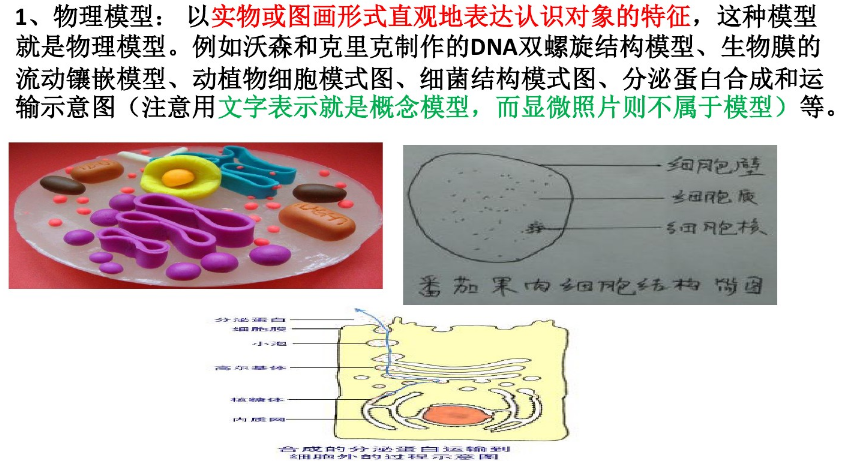 1、物理模型： 以实物或图画形式直观地表达认识对象的特征，这种模型
就是物理模型。例如沃森和克里克制作的DNA双螺旋结构模型、生物膜的
流动镶嵌模型、动植物细胞模式图、细菌结构模式图、分泌蛋白合成和运
输示意图（注意用文字表示就是概念模型，而显微照片则不属于模型）等。
细胞壁
细胞质
细胞核
番茄果肉细胞结构简图
分泌蛋白
细胞膜
小泡
高尔基体
核糖体
内质网
合成的分泌蛋白运输到
细胞外的过程示意图